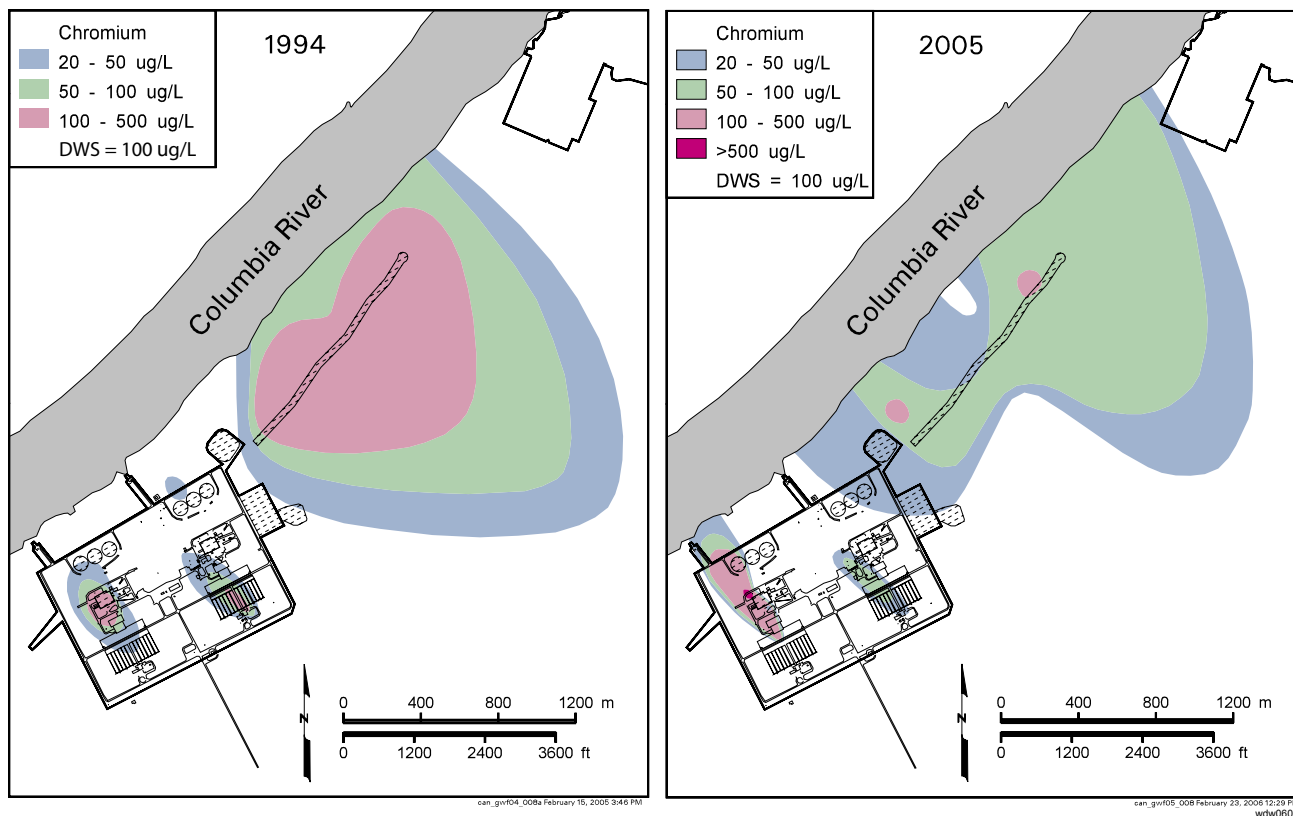 Chromium
20 - 50 ug/L
50 - 100 ug/L
100 - 500 ug/L
DWS = 100 ug/L
1994
Columbia River
N
0 400 800 1200 m
0 1200 2400 3600 ft
can_gwf04_008a February 15, 2005 3:46 PM
Chromium
20 - 50 ug/L
50 - 100 ug/L
100 - 500 ug/L
>500 ug/L
DWS = 100 ug/L
2005
Columbia River
N
0 400 800 1200 m
0 1200 2400 3600 ft
can_gwf05_008 February 23, 2006 12:29 PM
wdw060